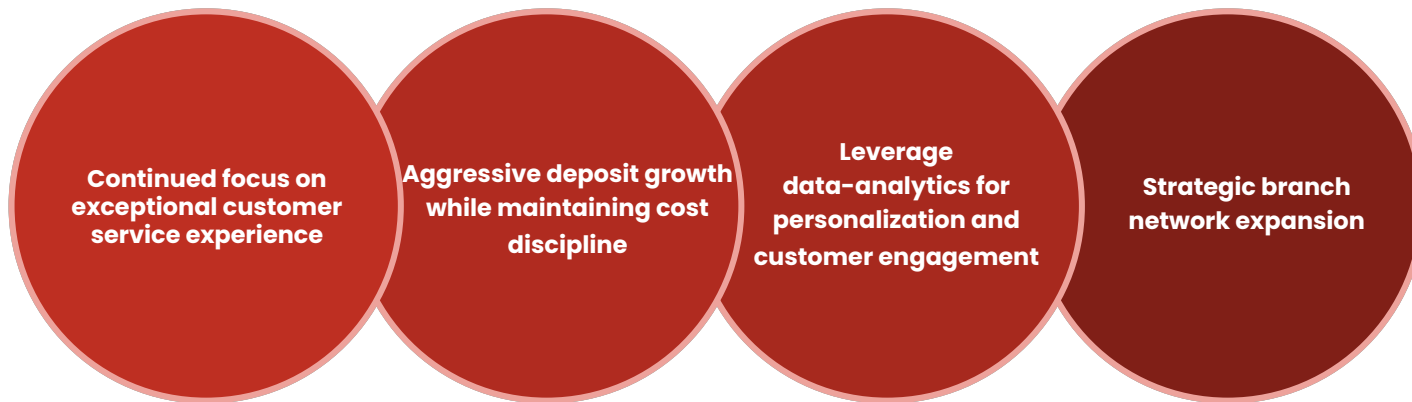 Continued focus on
exceptional customer
service experience
Aggressive deposit growth
while maintaining cost
discipline
Leverage
data-analytics for
personalization and
customer engagement
Strategic branch
network expansion